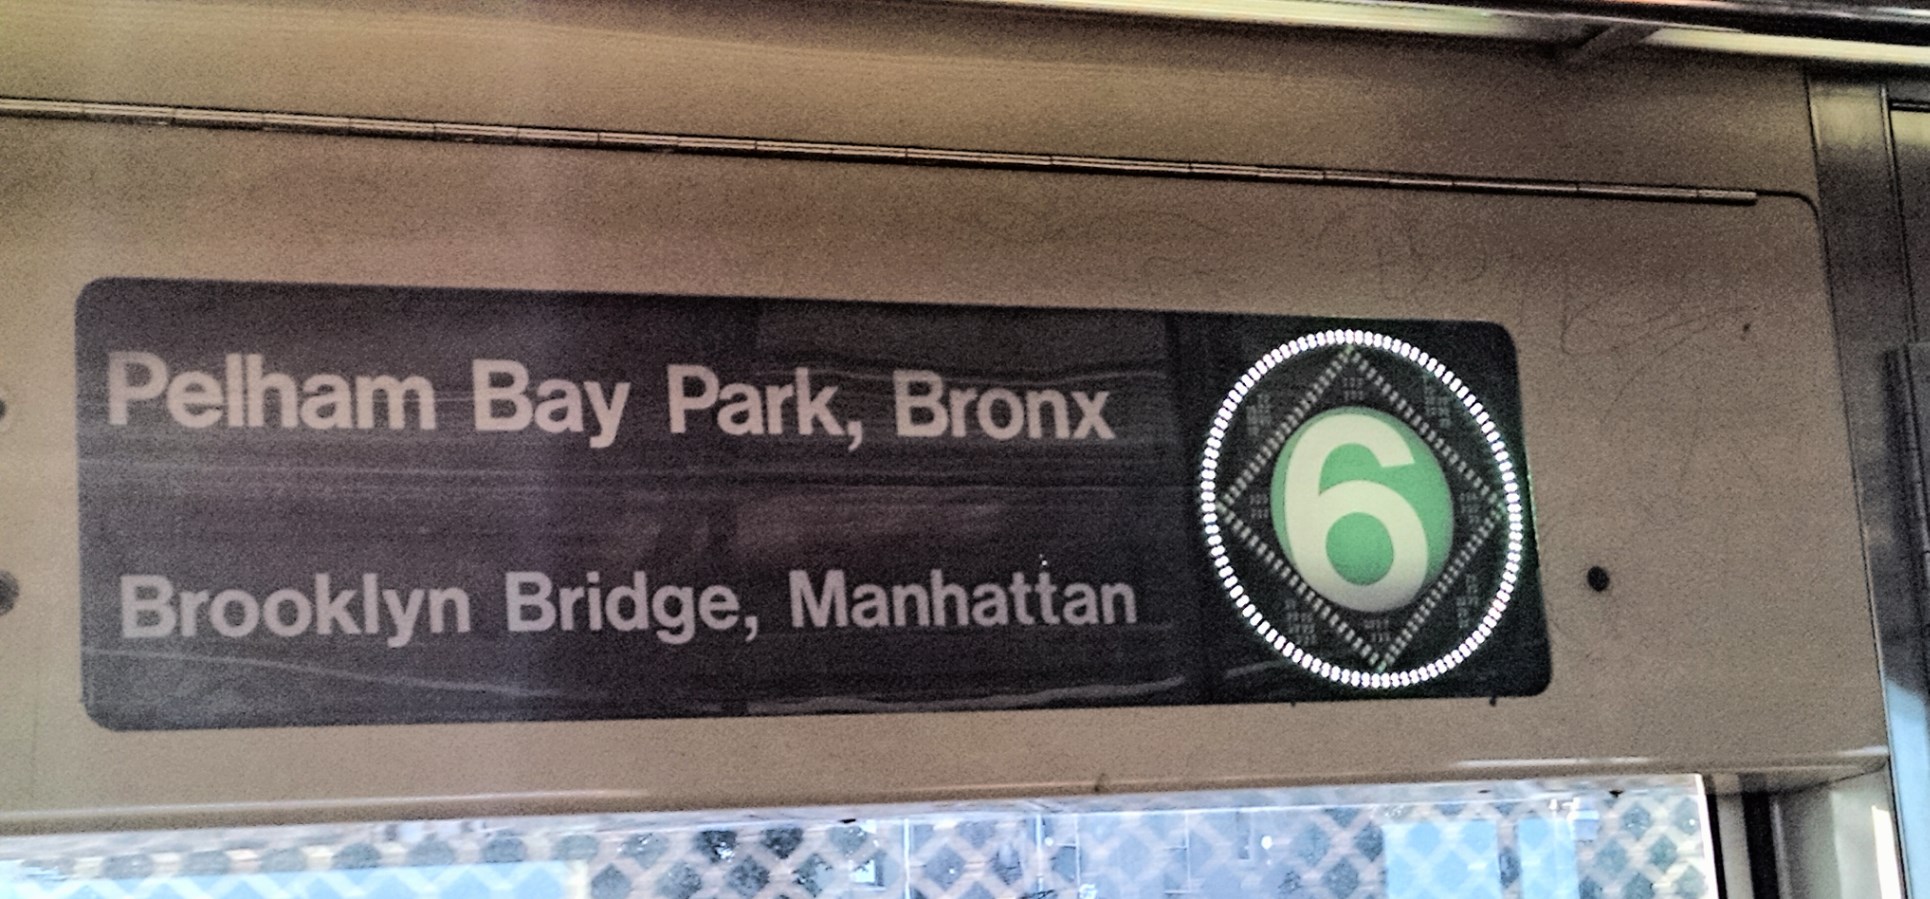 Pelham Bay Park, Bronx
Brooklyn Bridge, Manhattan
6